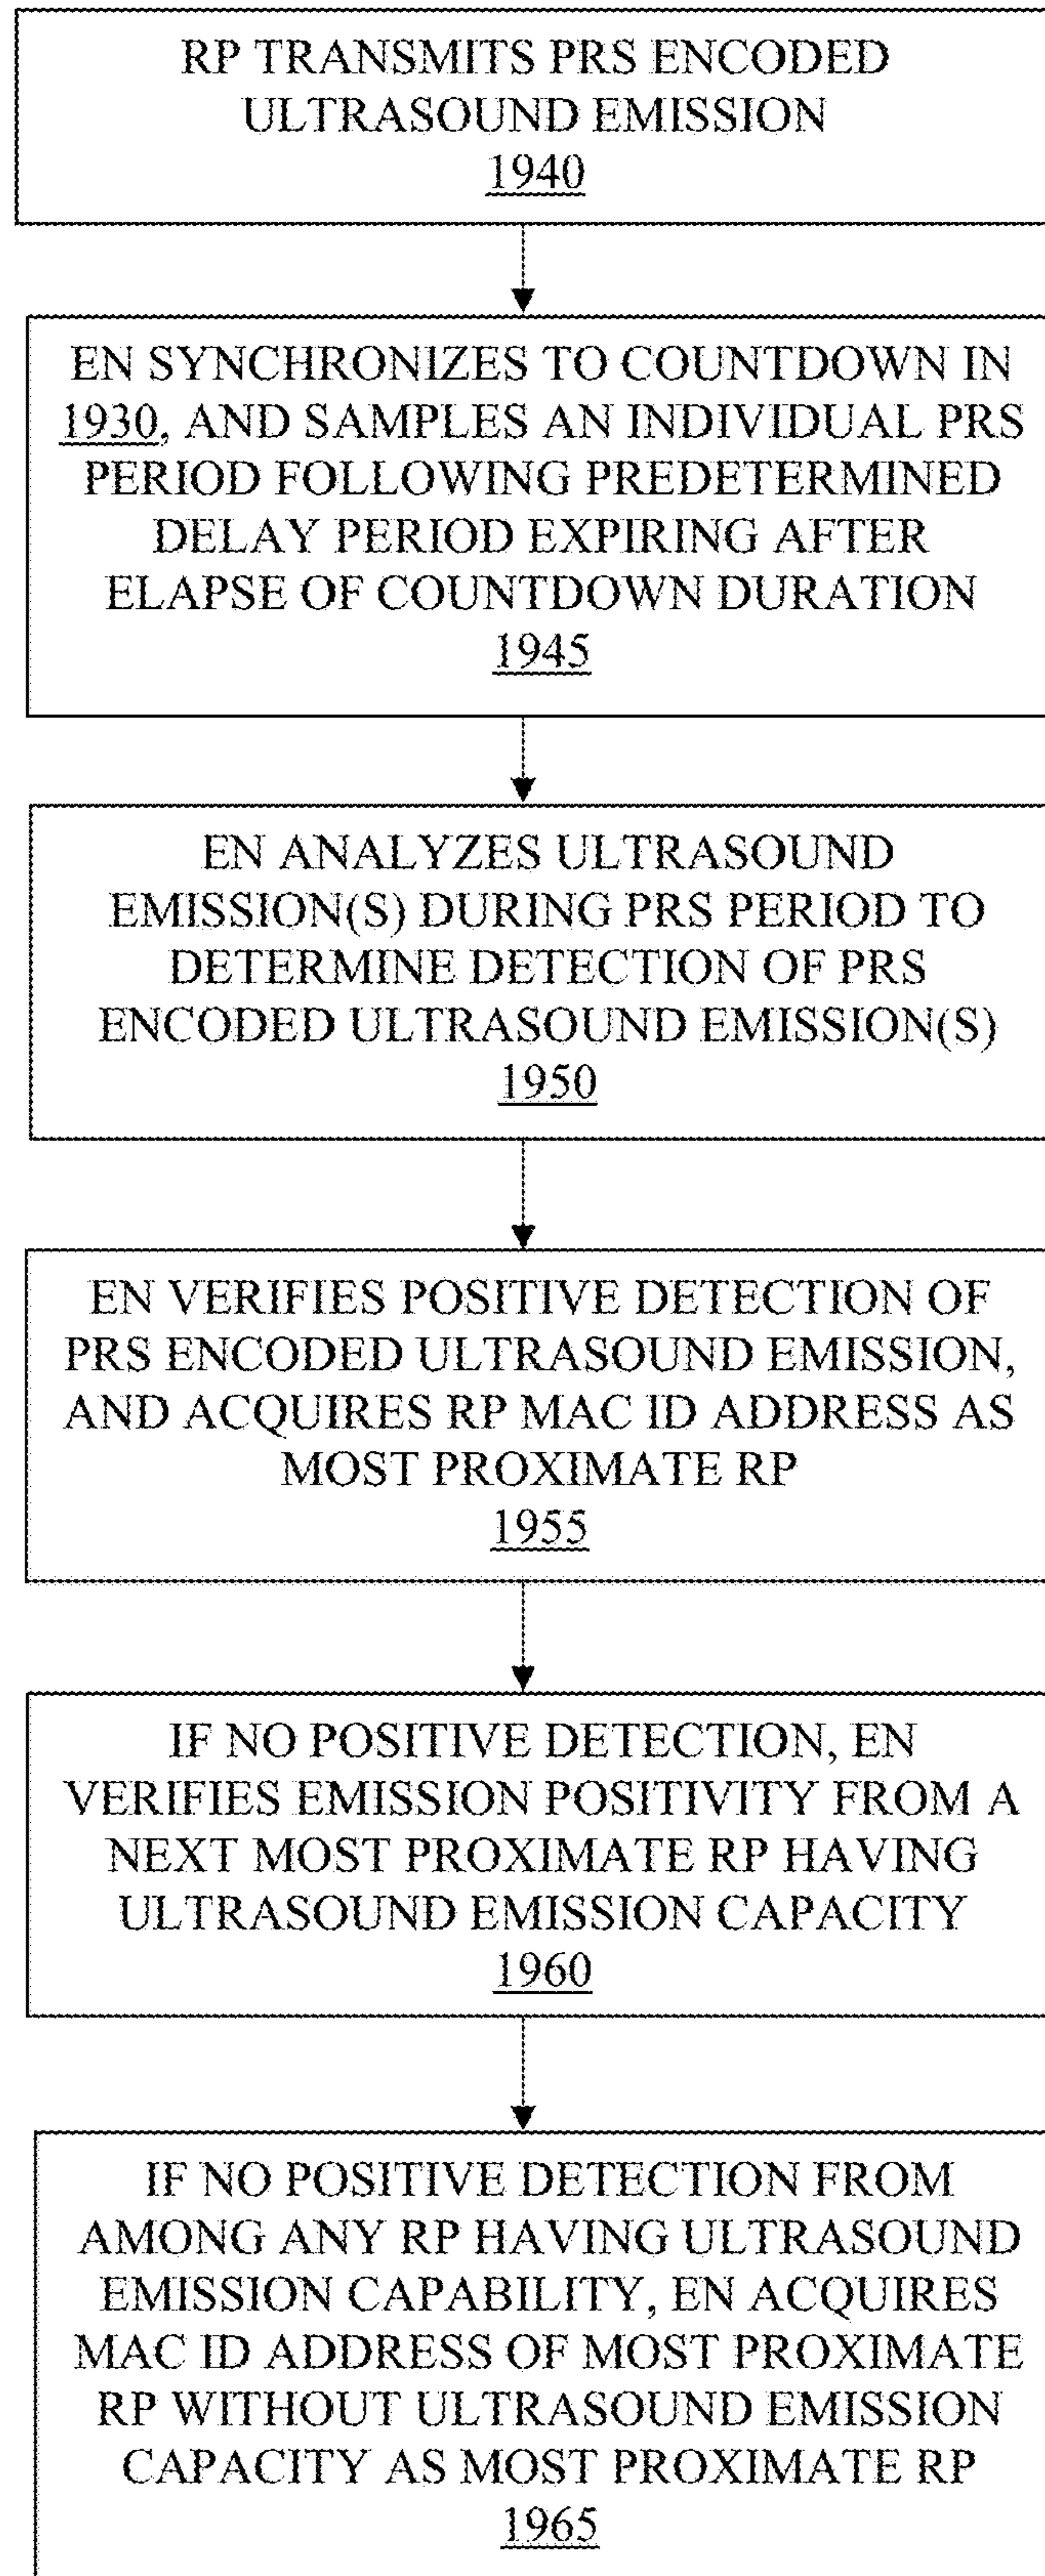 RP TRANSMITS PRS ENCODED
ULTRASOUND EMISSION
1940
EN SYNCHRONIZES TO COUNTDOWN IN
1930, AND SAMPLES AN INDIVIDUAL PRS
PERIOD FOLLOWING PREDETERMINED
DELAY PERIOD EXPIRING AFTER
ELAPSE OF COUNTDOWN DURATION
1945
EN ANALYZES ULTRASOUND
EMISSION(S) DURING PRS PERIOD TO
DETERMINE DETECTION OF PRS
ENCODED ULTRASOUND EMISSION(S)
1950
EN VERIFIES POSITIVE DETECTION OF
PRS ENCODED ULTRASOUND EMISSION,
AND ACQUIRES RP MAC ID ADDRESS AS
MOST PROXIMATE RP
1955
IF NO POSITIVE DETECTION, EN
VERIFIES EMISSION POSITIVITY FROM A
NEXT MOST PROXIMATE RP HAVING
ULTRASOUND EMISSION CAPACITY
1960
IF NO POSITIVE DETECTION FROM
AMONG ANY RP HAVING ULTRASOUND
EMISSION CAPABILITY, EN ACQUIRES
MAC ID ADDRESS OF MOST PROXIMATE
RP WITHOUT ULTRASOUND EMISSION
CAPACITY AS MOST PROXIMATE RP
1965